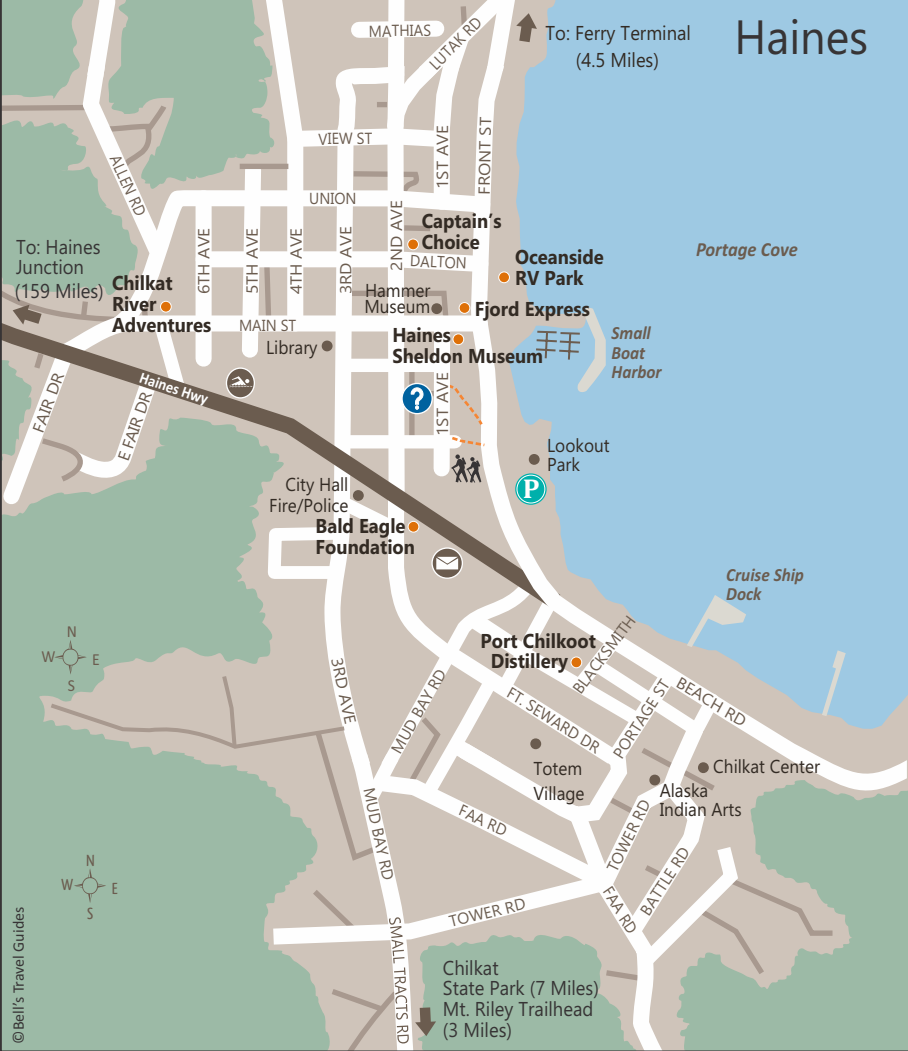 Haines
To: Ferry Terminal
(4.5 Miles)
MATHIAS
LUTAK RD
VIEW ST
1ST AVE
FRONT ST
ALLEN RD
UNION
Captain's
Choice
2ND AVE
DALTON
6TH AVE
5TH AVE
4TH AVE
3RD AVE
Portage Cove
To: Haines
Junction
(159 Miles)
Oceanside
RV Park
Chilkat
River
Adventures
Hammer
Museum
Fjord Express
MAIN ST
Library
Haines
Sheldon Museum
Small
Boat
Harbor
Haines Hwy
FAIR DR
E FAIR DR
?
1ST AVE
Lookout
Park
P
City Hall
Fire/Police
Bald Eagle
Foundation
Cruise Ship
Dock
N
W
E
S
Port Chilkoot
Distillery
BLACKSMITH
3RD AVE
MUD BAY RD
FT. SEWARD DR
PORTAGE ST
BEACH RD
Totem
Village
Chilkat Center
Alaska
Indian Arts
MUD BAY RD
FAA RD
TOWER RD
BATTLE RD
N
W
E
S
TOWER RD
FAA RD
SMALL TRACTS RD
Chilkat
State Park (7 Miles)
Mt. Riley Trailhead
(3 Miles)
©Bell's Travel Guides